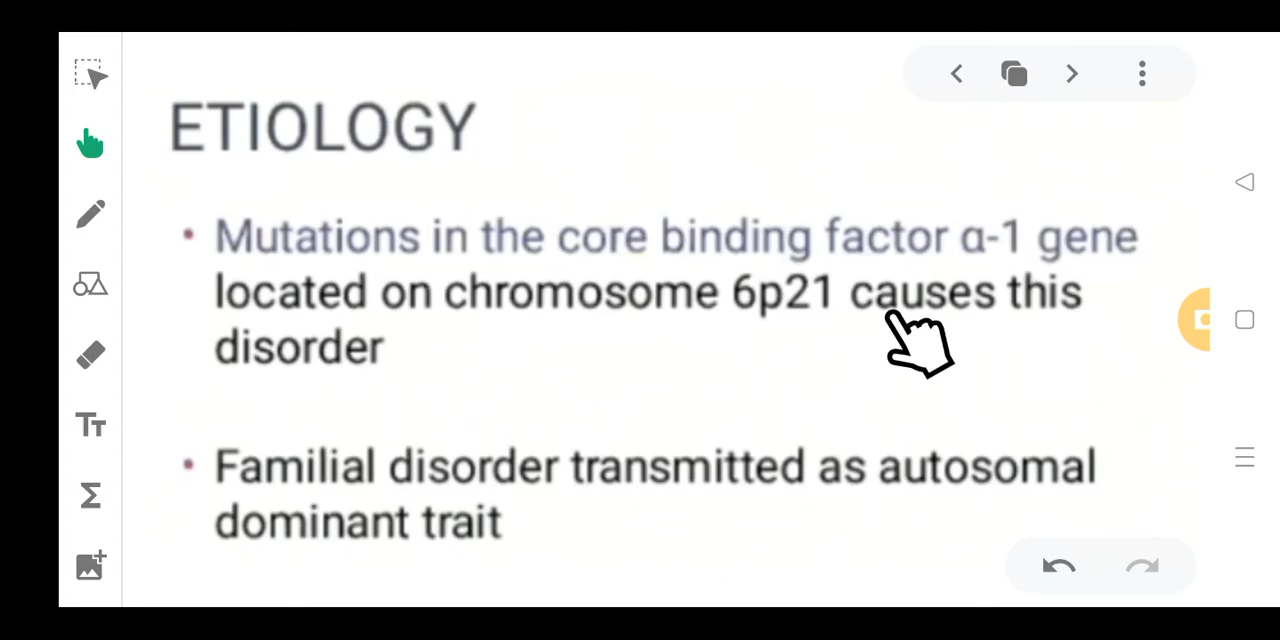 ETIOLOGY
• Mutations in the core binding factor α-1 gene
located on chromosome 6p21 causes this
disorder
• Familial disorder transmitted as autosomal
dominant trait